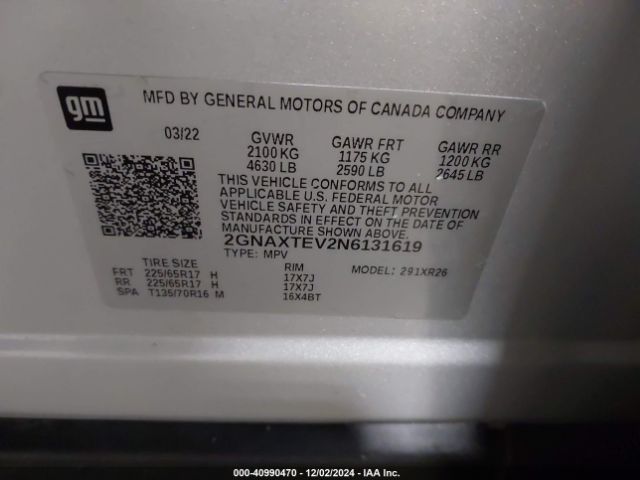 gm
MFD BY GENERAL MOTORS OF CANADA COMPANY
03/22 GVWR GAWR FRT GAWR RR
2100 KG 1175 KG 1200 KG
4630 LB 2590 LB 2645 LB
THIS VEHICLE CONFORMS TO ALL
APPLICABLE U.S. FEDERAL MOTOR
VEHICLE SAFETY AND THEFT PREVENTION
STANDARDS IN EFFECT ON THE DATE OF
MANUFACTURE SHOWN ABOVE.
2GNAXTEV2N6131619
TYPE: MPV
TIRE SIZE RIM MODEL: 291XR26
FRT 225/65R17 H 17X7J
RR 225/65R17 H 17X7J
SPA T135/70R16 M 16X4BT
000-40990470 - 12/02/2024 - IAA Inc.